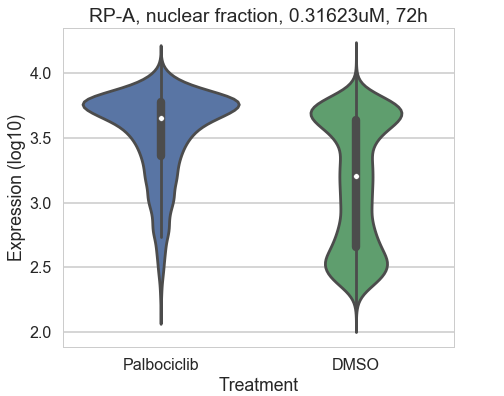 RP-A, nuclear fraction, 0.31623uM, 72h
Expression (log10)
4.0
3.5
3.0
2.5
2.0
Palbociclib DMSO
Treatment